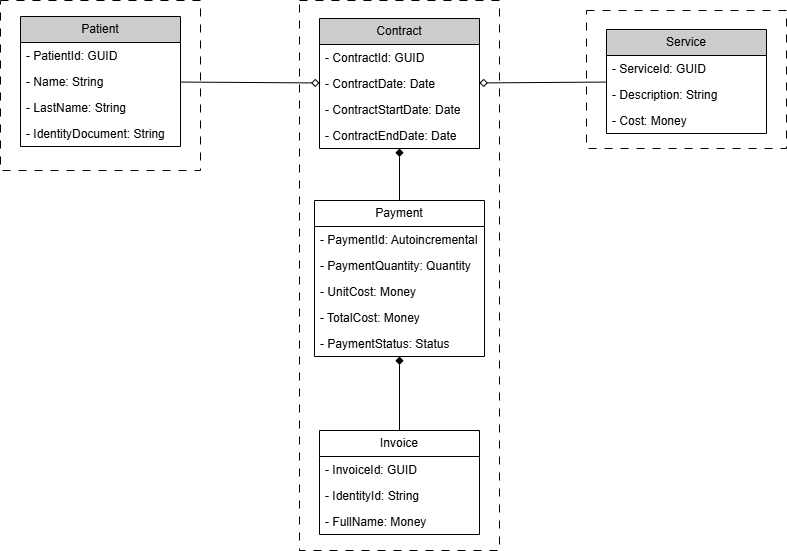 Patient
- PatientId: GUID
- Name: String
- LastName: String
- IdentityDocument: String
Contract
- ContractId: GUID
- ContractDate: Date
- ContractStartDate: Date
- ContractEndDate: Date
Service
- ServiceId: GUID
- Description: String
- Cost: Money
Payment
- PaymentId: Autoincremental
- PaymentQuantity: Quantity
- UnitCost: Money
- TotalCost: Money
- PaymentStatus: Status
Invoice
- InvoiceId: GUID
- IdentityId: String
- FullName: Money